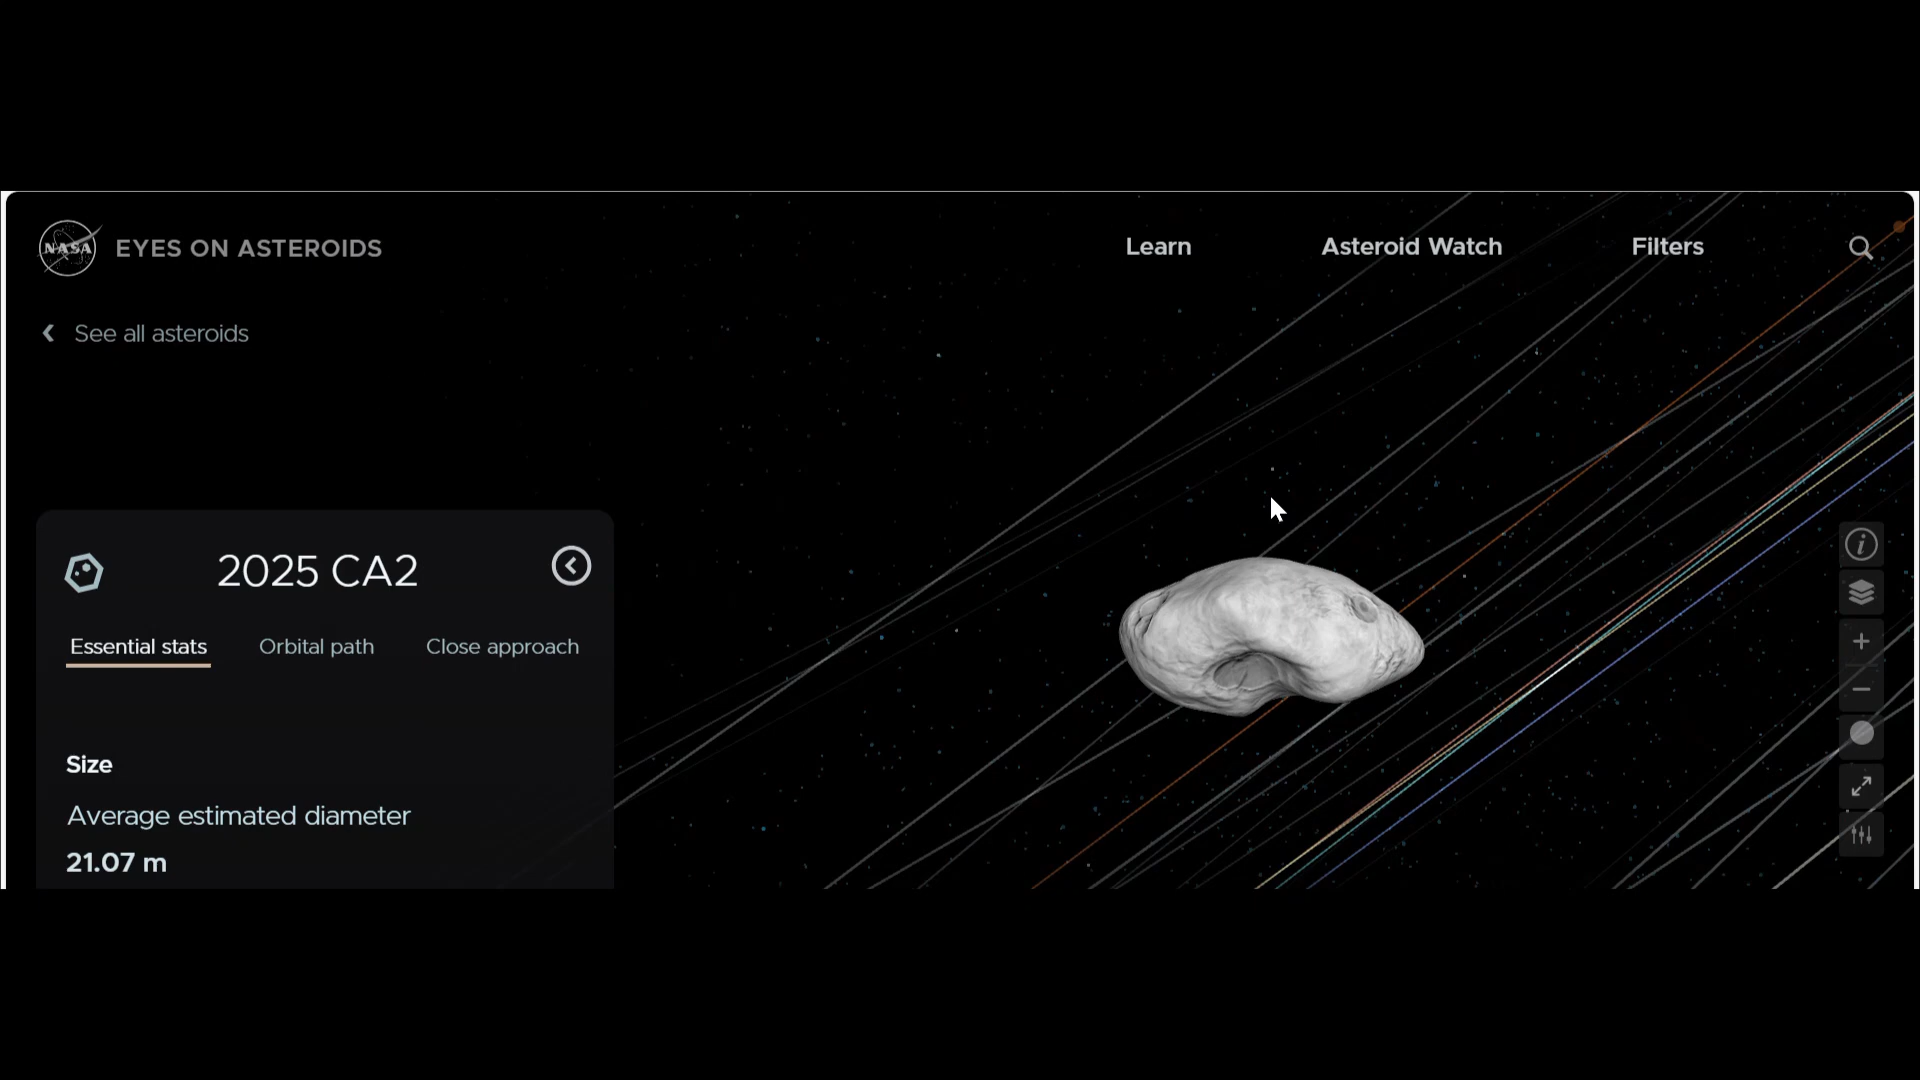 NASA
EYES ON ASTEROIDS
Learn
Asteroid Watch
Filters
See all asteroids
2025 CA2
Essential stats
Orbital path
Close approach
Size
Average estimated diameter
21.07 m